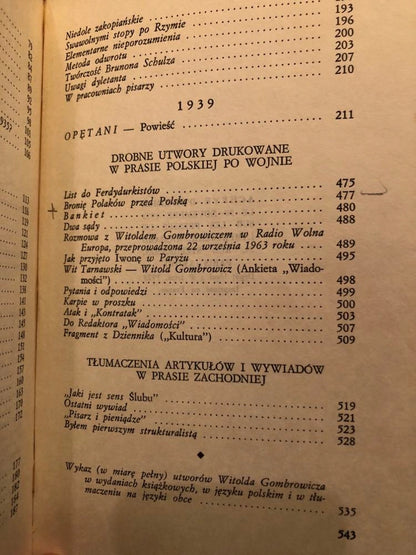 Niedole zakopiańskie
Swawolnymi stopy po Rzymie 193
Elementarne nieporozumienia 196
Metoda odwrotu 200
Twórczość Brunona Schulza 203
Uwagi dyletanta 207
W pracowniach pisarzy 210
1939
OPĘTANI — Powieść 211
DROBNE UTWORY DRUKOWANE
W PRASIE POLSKIEJ PO WOJNIE
List do Ferdydurkistów 475
Bronię Polaków przed Polską 477
Bankiet 480
Dwa sądy 488
Rozmowa z Witoldem Gombrowiczem w Radio Wolna
Europa, przeprowadzona 22 września 1963 roku 489
Jak przyjęto Iwonę w Paryżu 495
Wit Tarnawski — Witold Gombrowicz (Ankieta „Wiado-
mości") 498
Pytania i odpowiedzi 499
Karpie w proszku 500
Atak i „Kontratak" 503
Do Redaktora „Wiadomości" 507
Fragment z Dziennika („Kultura") 509
TŁUMACZENIA ARTYKUŁÓW I WYWIADÓW
W PRASIE ZACHODNIEJ
„Jaki jest sens Ślubu" 519
Ostatni wywiad 521
„Pisarz i pieniądze" 523
Byłem pierwszym strukturalistą 528
Wykaz (w miarę pełny) utworów Witolda Gombrowicza
w wydaniach książkowych, w języku polskim i w tłu-
maczeniu na języki obce 535
543